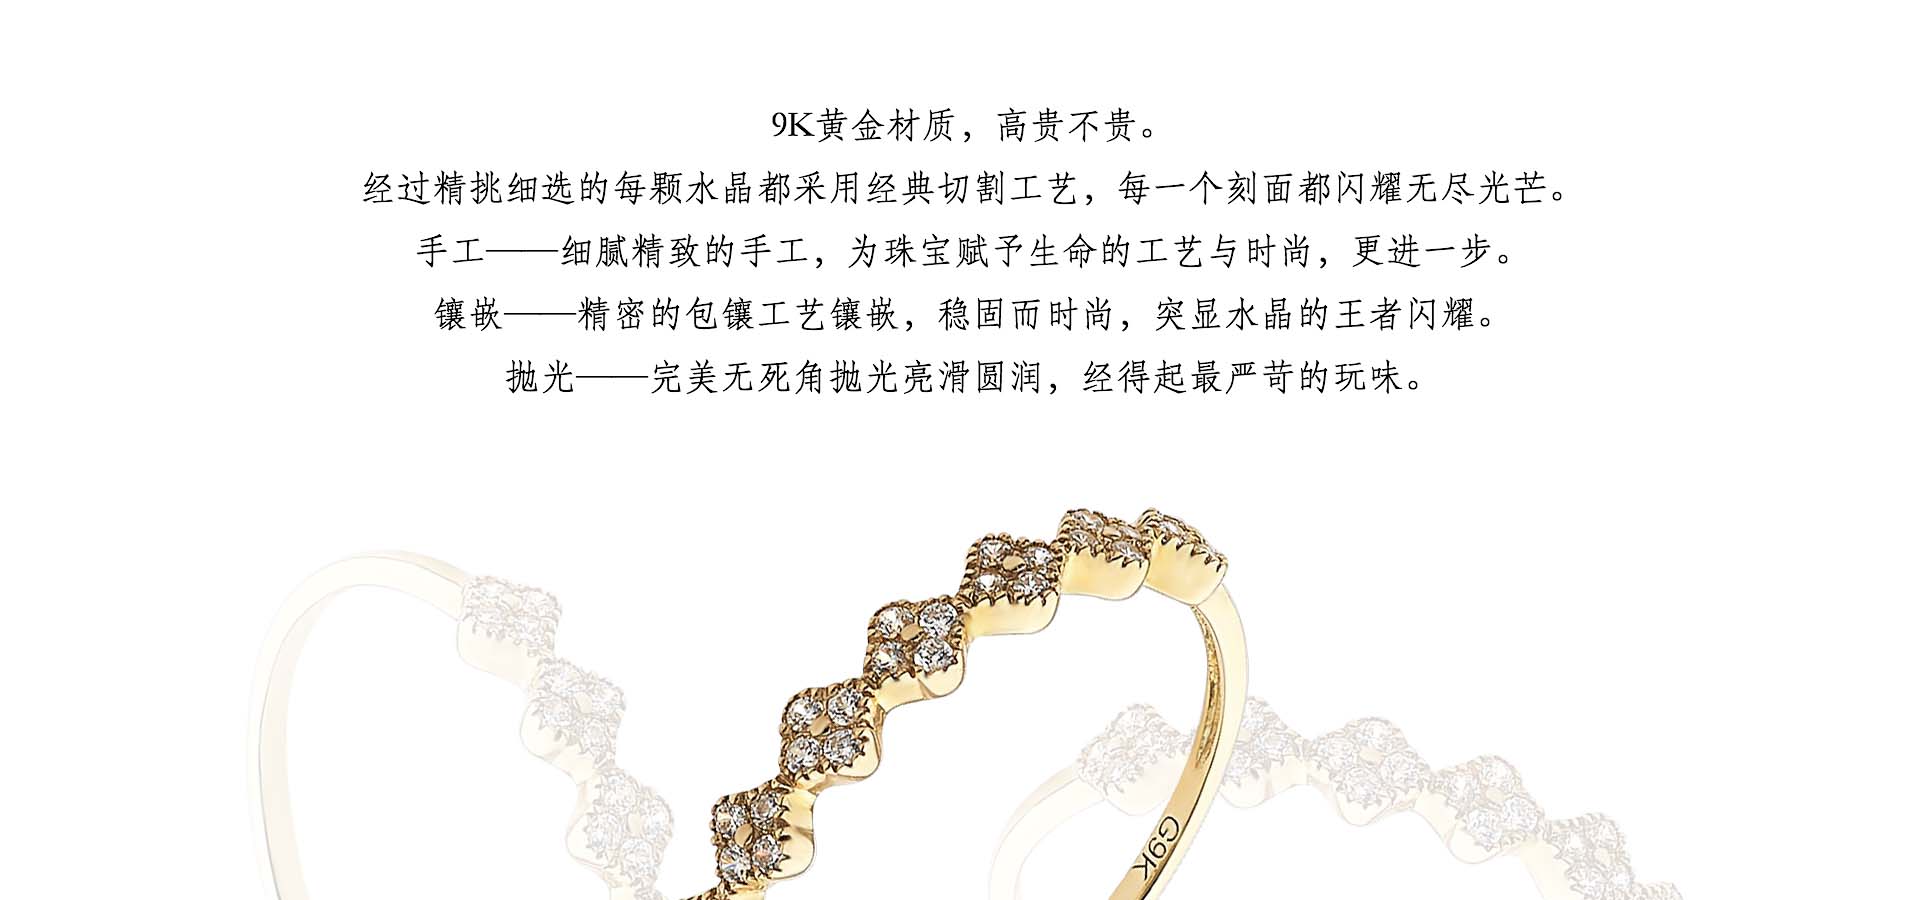 9K黄金材质，高贵不贵。
经过精挑细选的每颗水晶都采用经典切割工艺，每一个刻面都闪耀无尽光芒。
手工——细腻精致的手工，为珠宝赋予生命的工艺与时尚，更进一步。
镶嵌——精密的包镶工艺镶嵌，稳固而时尚，突显水晶的王者闪耀。
抛光——完美无死角抛光亮滑圆润，经得起最严苛的玩味。
G9K